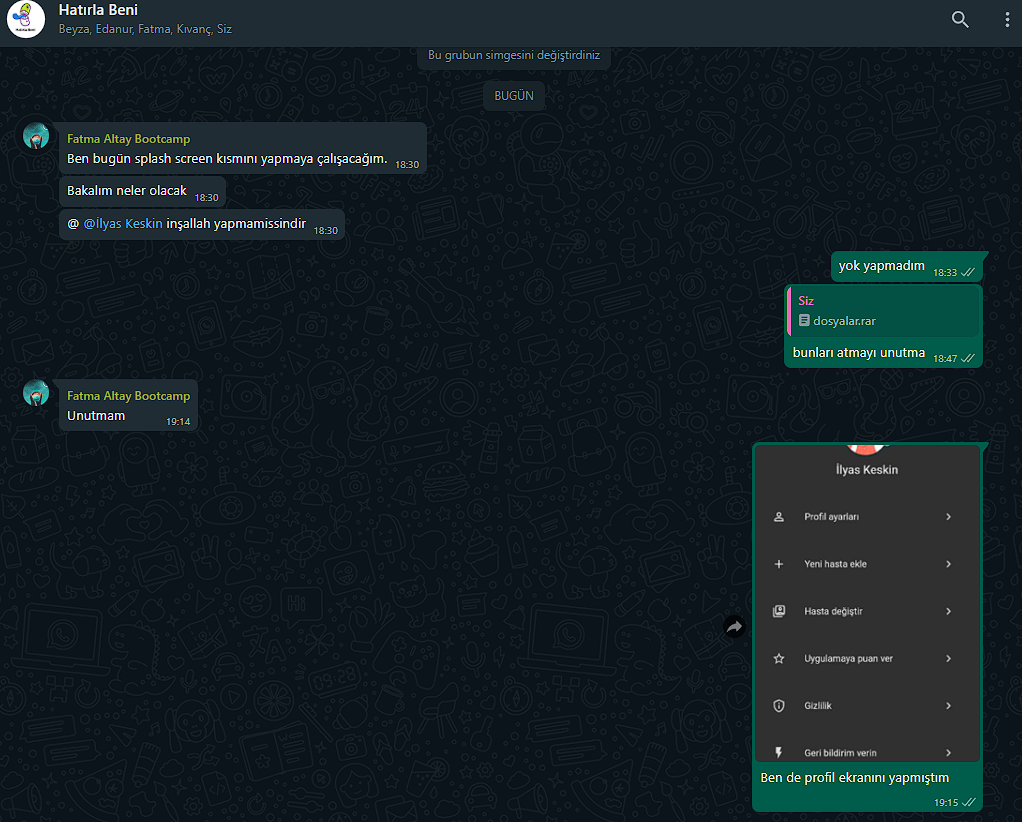 Hatırla Beni
Beyza, Edanur, Fatma, Kıvanç, Siz
Bu grubun simgesini değiştirdiniz
BUGÜN
Fatma Altay Bootcamp
Ben bugün splash screen kısmını yapmaya çalışacağım. 18:30
Bakalım neler olacak 18:30
@ @İlyas Keskin inşallah yapmamissindir 18:30
yok yapmadım 18:33
Siz
dosyalar.rar
bunları atmayı unutma 18:47
Fatma Altay Bootcamp
Unutmam 19:14
İlyas Keskin
Profil ayarları
Yeni hasta ekle
Hasta değiştir
Uygulamaya puan ver
Gizlilik
Geri bildirim verin
Ben de profil ekranını yapmıştım
19:15